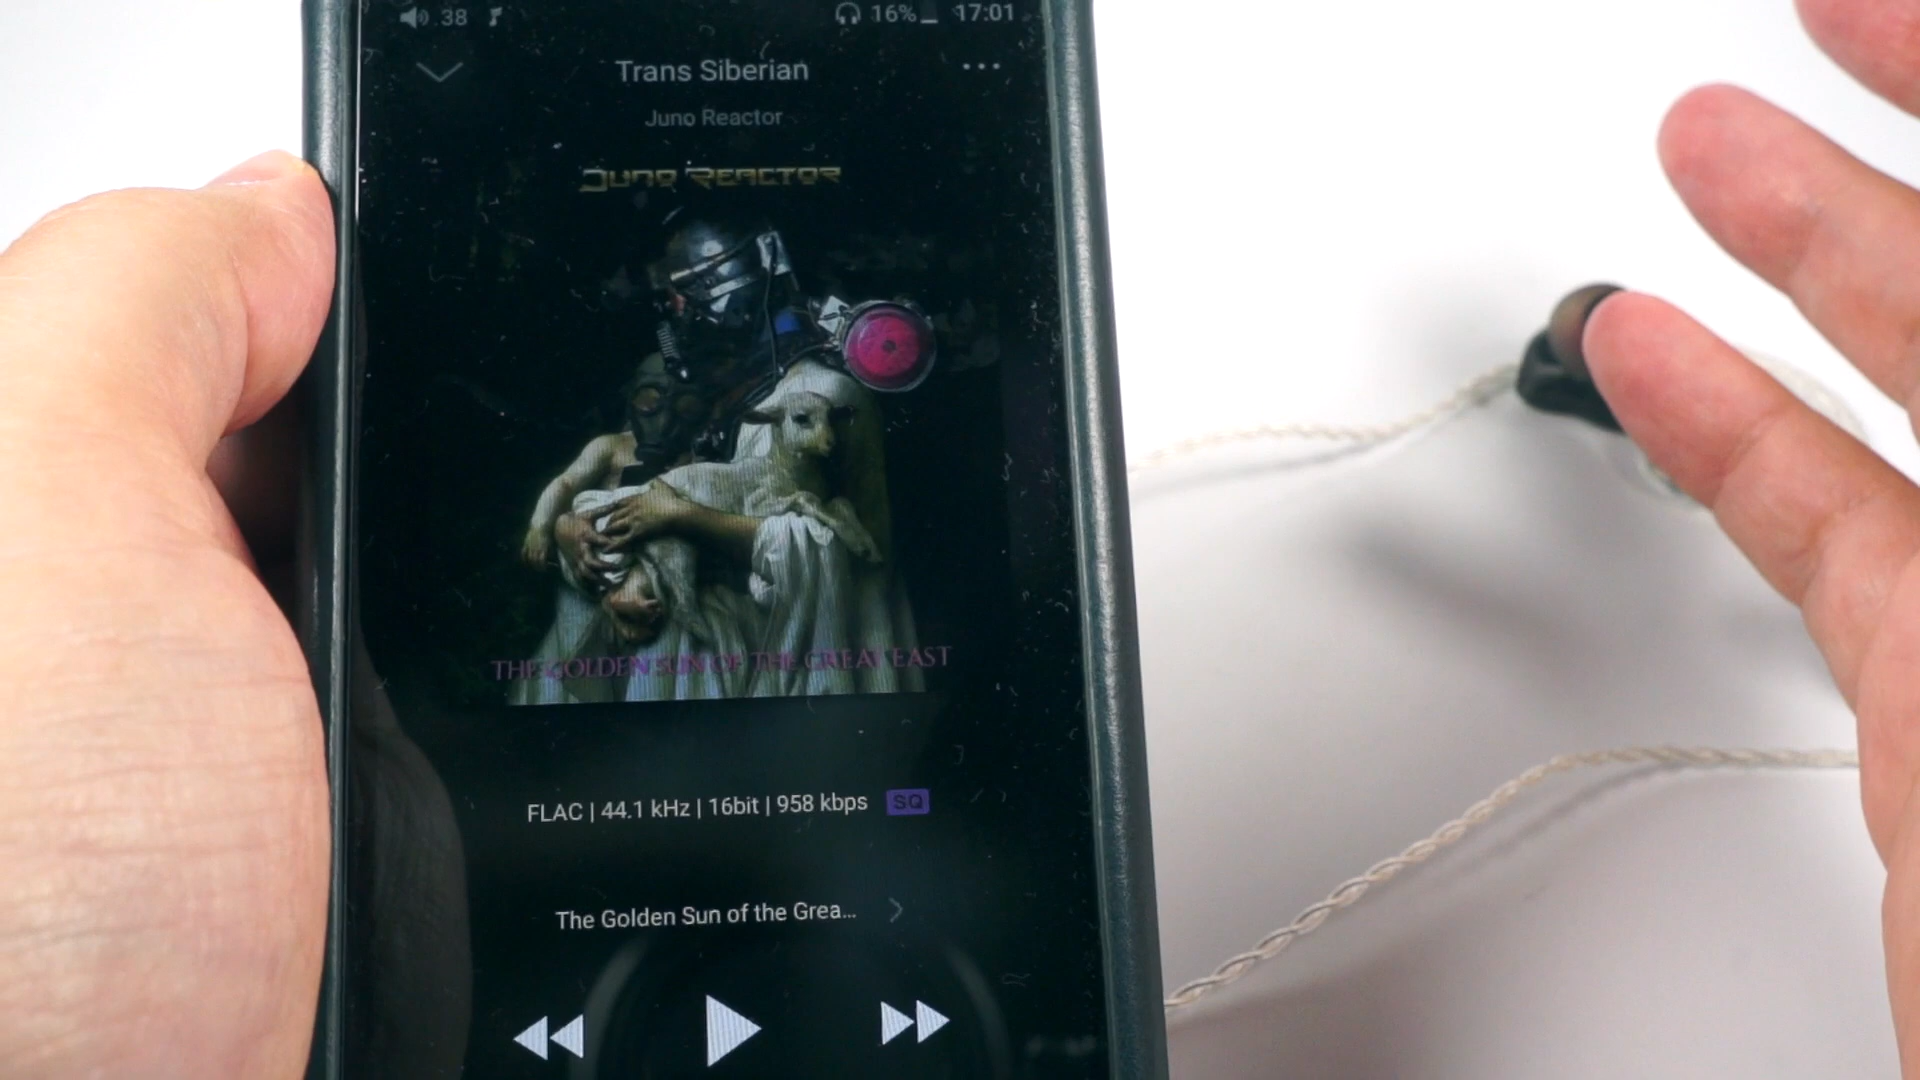 38 16% 17:01
Trans Siberian
Juno Reactor
JUNO REACTOR
THE GOLDEN SUN OF THE GREAT EAST
FLAC | 44.1 kHz | 16bit | 958 kbps SQ
The Golden Sun of the Grea...